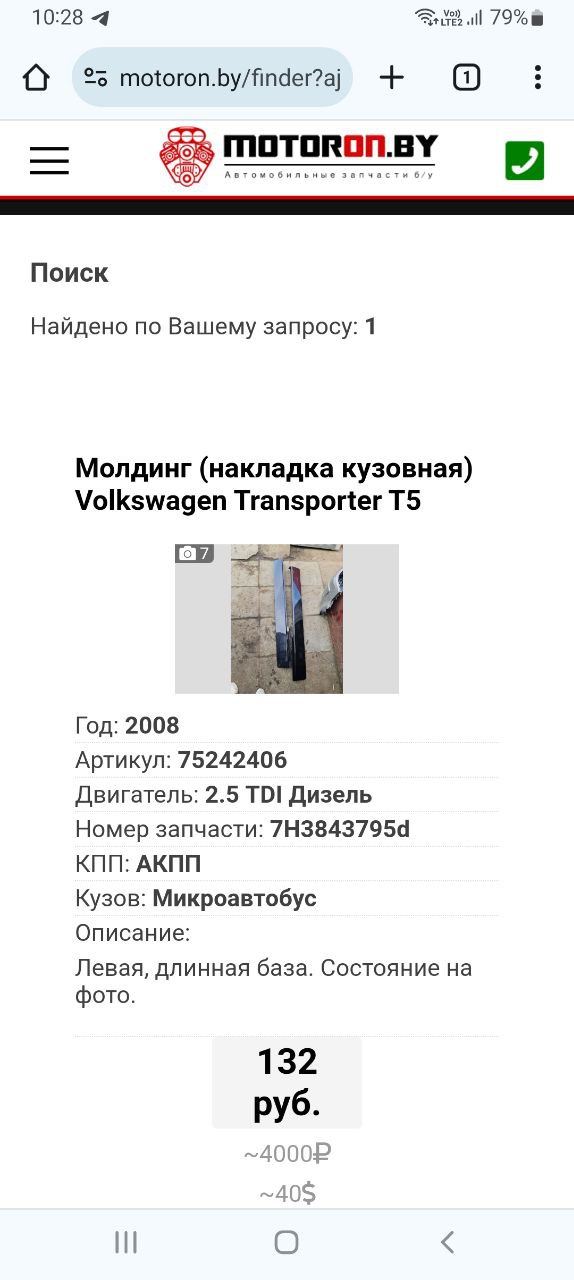 10:28
Vo)) LTE2 79%
motoron.by/finder?aj
1
MOTORON.BY
Автомобильные запчасти б/у
Поиск
Найдено по Вашему запросу: 1
Молдинг (накладка кузовная)
Volkswagen Transporter T5
7
Год: 2008
Артикул: 75242406
Двигатель: 2.5 TDI Дизель
Номер запчасти: 7H3843795d
КПП: АКПП
Кузов: Микроавтобус
Описание:
Левая, длинная база. Состояние на
фото.
132
руб.
~4000₽
~40$